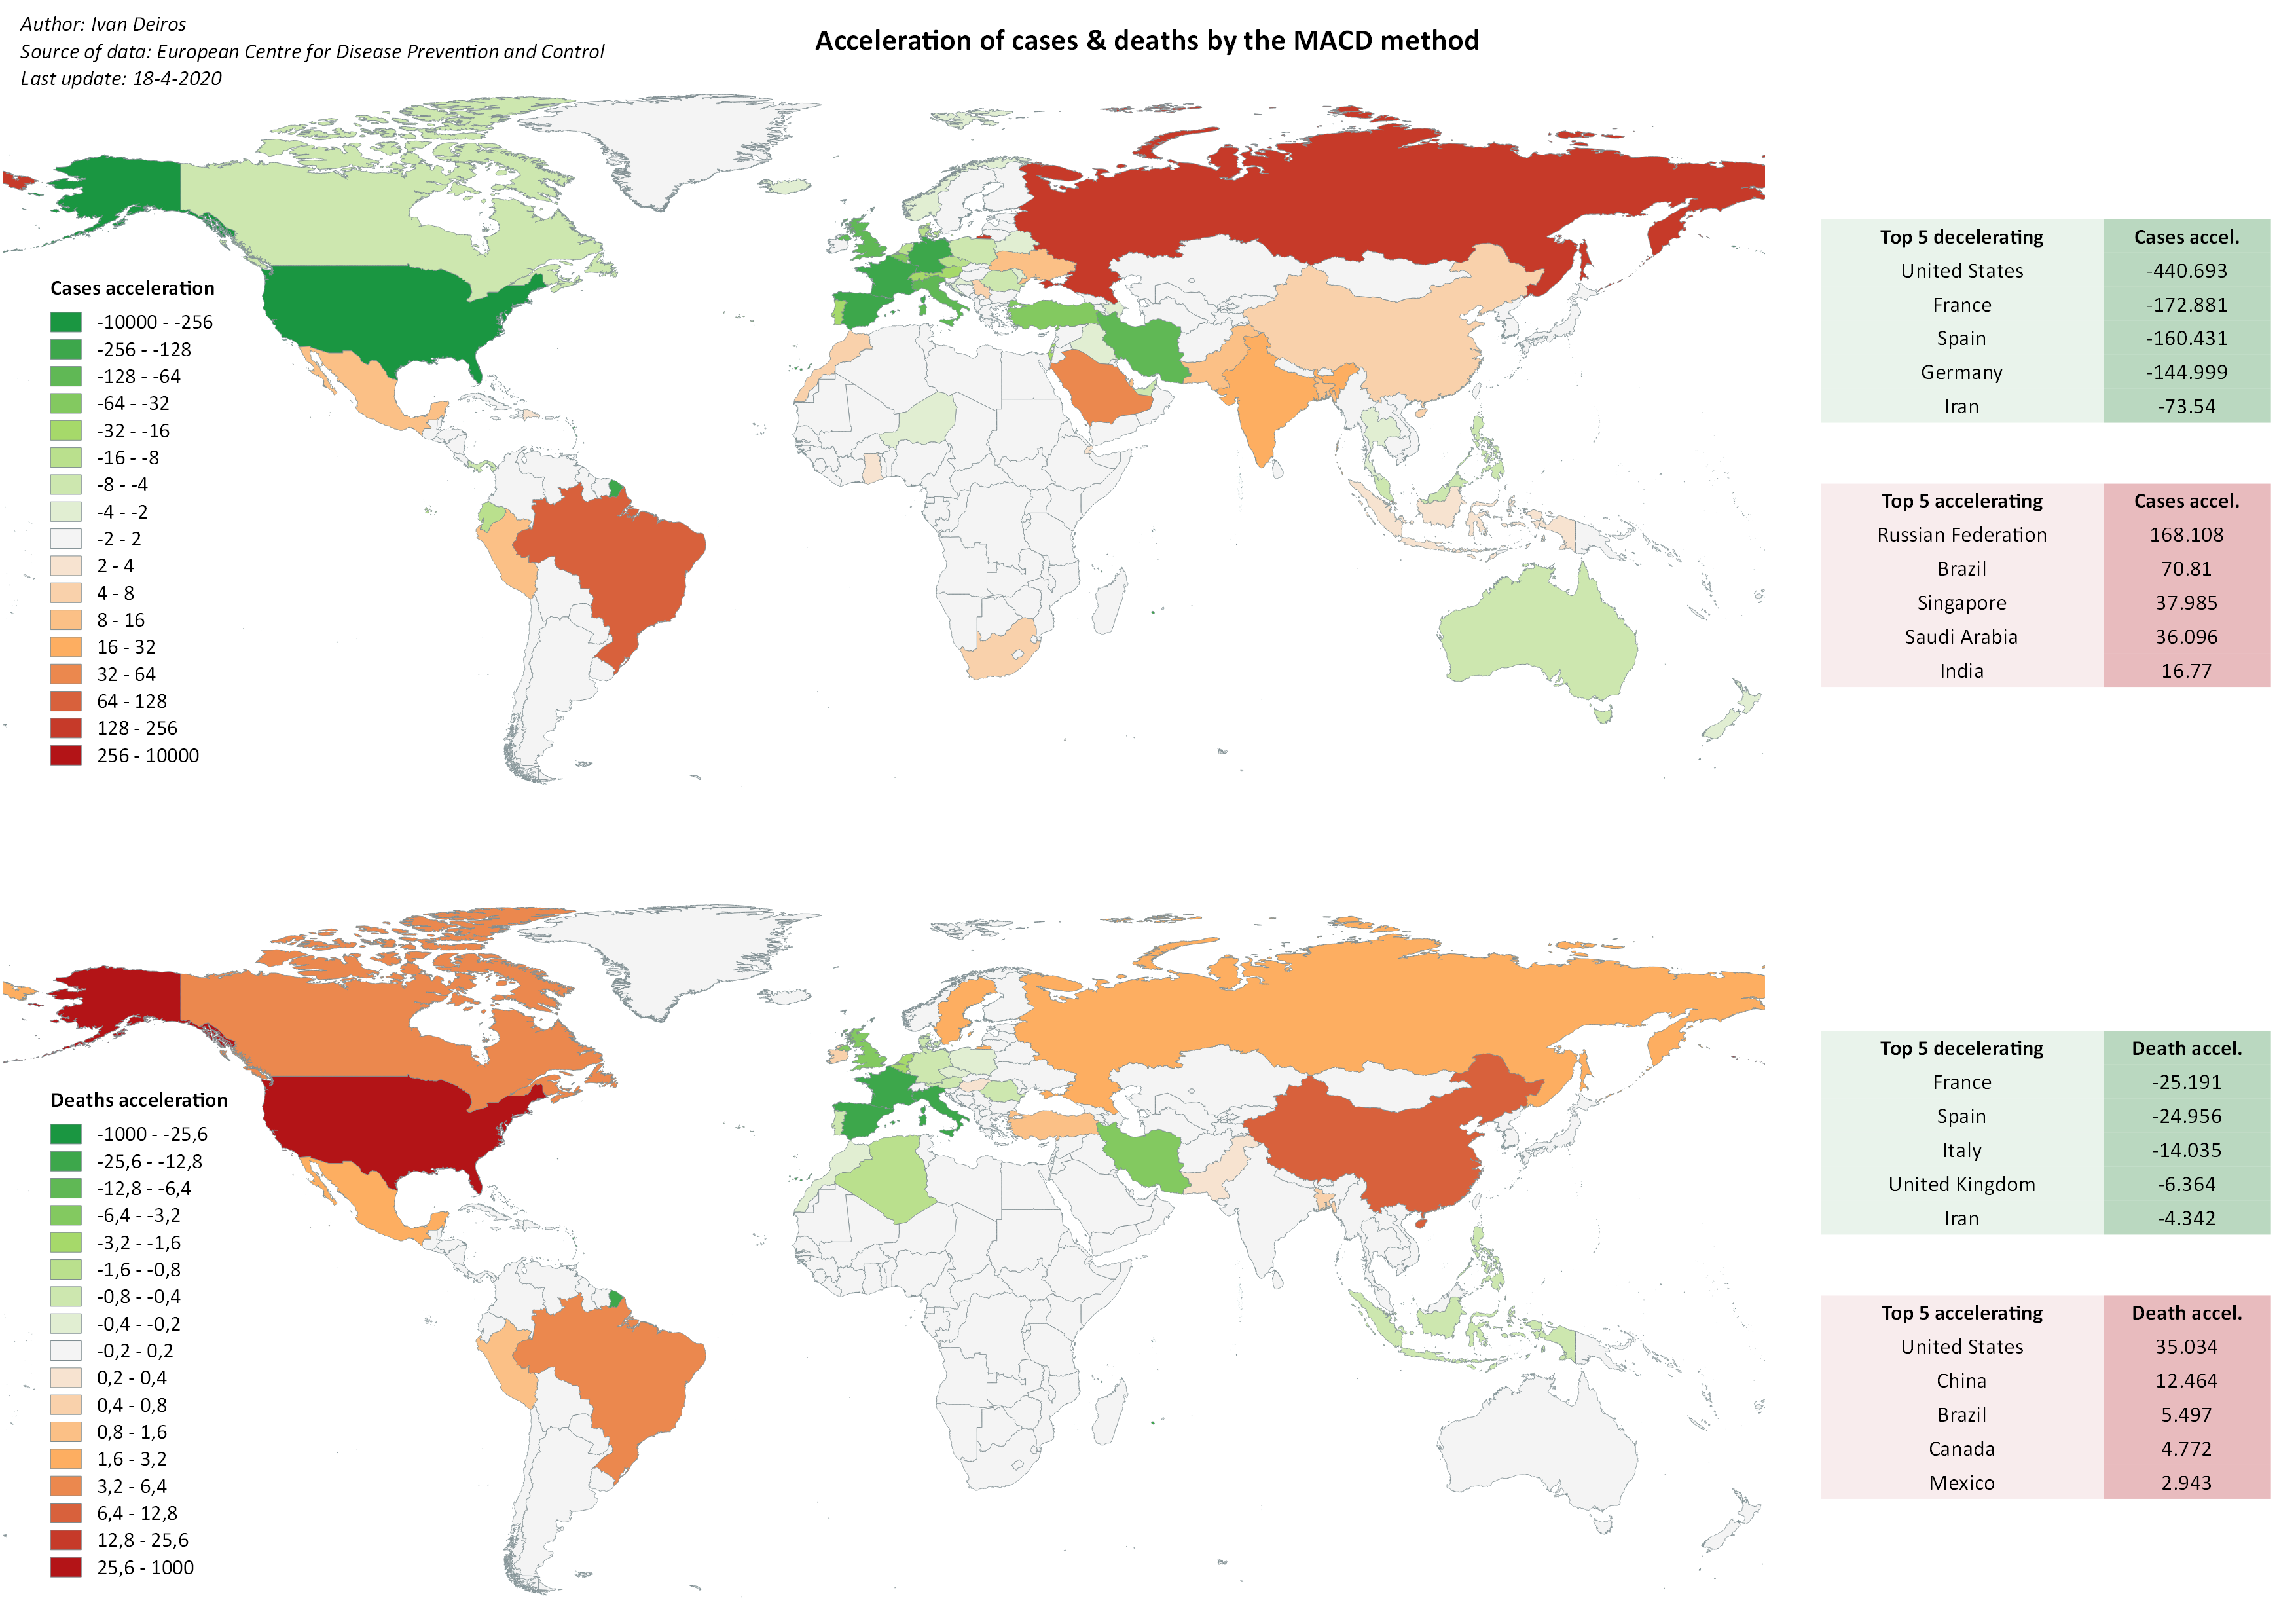 Author: Ivan Deiros
Source of data: European Centre for Disease Prevention and Control
Last update: 18-4-2020
Acceleration of cases & deaths by the MACD method
Cases acceleration
-10000 - -256
-256 - -128
-128 - -64
-64 - -32
-32 - -16
-16 - -8
-8 - -4
-4 - -2
-2 - 2
2 - 4
4 - 8
8 - 16
16 - 32
32 - 64
64 - 128
128 - 256
256 - 10000
Top 5 decelerating Cases accel.
United States -440.693
France -172.881
Spain -160.431
Germany -144.999
Iran -73.54
Top 5 accelerating Cases accel.
Russian Federation 168.108
Brazil 70.81
Singapore 37.985
Saudi Arabia 36.096
India 16.77
Deaths acceleration
-1000 - -25,6
-25,6 - -12,8
-12,8 - -6,4
-6,4 - -3,2
-3,2 - -1,6
-1,6 - -0,8
-0,8 - -0,4
-0,4 - -0,2
-0,2 - 0,2
0,2 - 0,4
0,4 - 0,8
0,8 - 1,6
1,6 - 3,2
3,2 - 6,4
6,4 - 12,8
12,8 - 25,6
25,6 - 1000
Top 5 decelerating Death accel.
France -25.191
Spain -24.956
Italy -14.035
United Kingdom -6.364
Iran -4.342
Top 5 accelerating Death accel.
United States 35.034
China 12.464
Brazil 5.497
Canada 4.772
Mexico 2.943